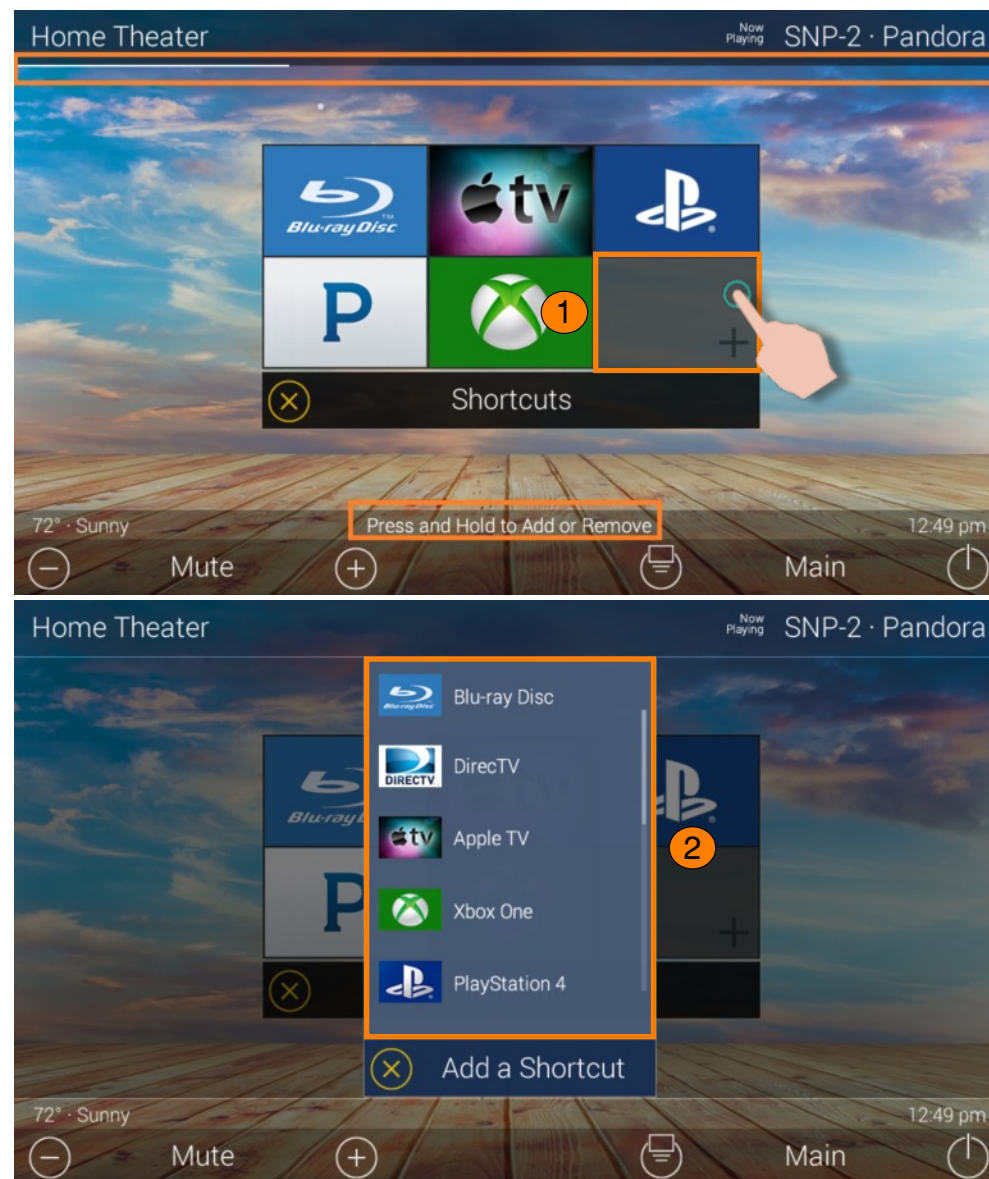 Home Theater
Now Playing SNP-2 · Pandora
Blu-ray Disc TM
tv
P
1
Shortcuts
72° · Sunny
Press and Hold to Add or Remove
12:49 pm
Mute
Main
Home Theater
Now Playing SNP-2 · Pandora
Blu-ray Disc
Blu-ray Disc
DIRECTV
DirecTV
tv
Apple TV
Xbox One
PlayStation 4
Blu-ray
P
2
Add a Shortcut
72° · Sunny
12:49 pm
Mute
Main